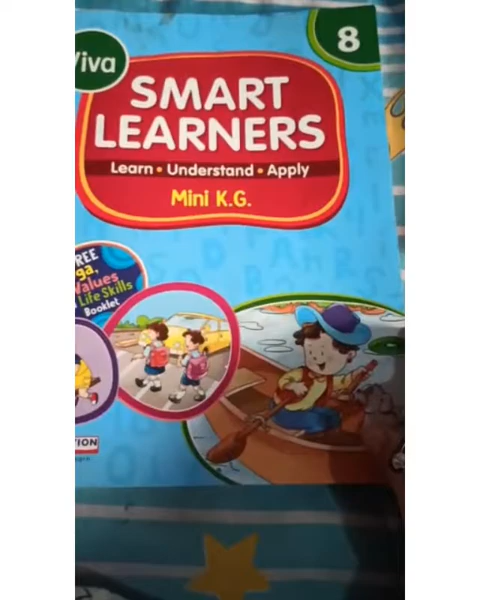 8
Viva
SMART
LEARNERS
Learn • Understand • Apply
Mini K.G.
Values
Life Skills
Booklet